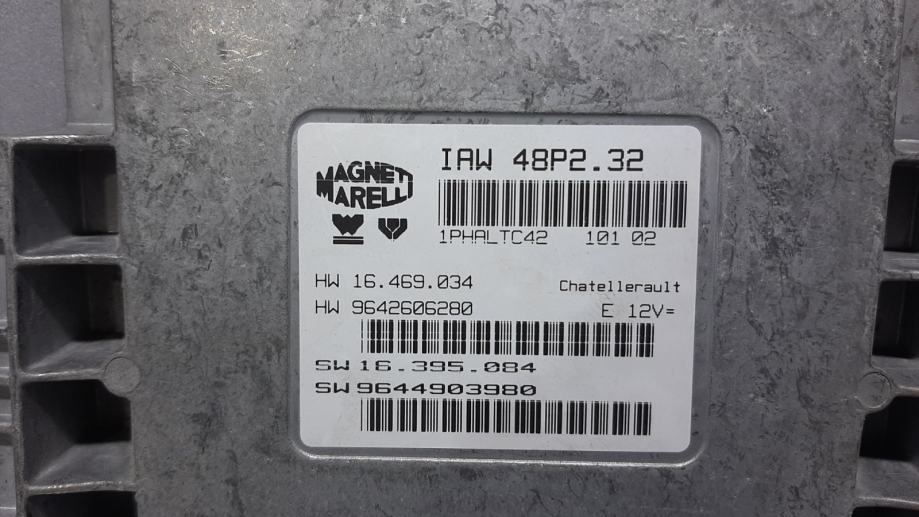 MAGNETI
MARELLI
IAW 48P2.32
1PHALTC42 101 02
HW 16.469.034
Chatellerault
HW 9642606280
E 12V=
SW 16.395.084
SW 9644903980